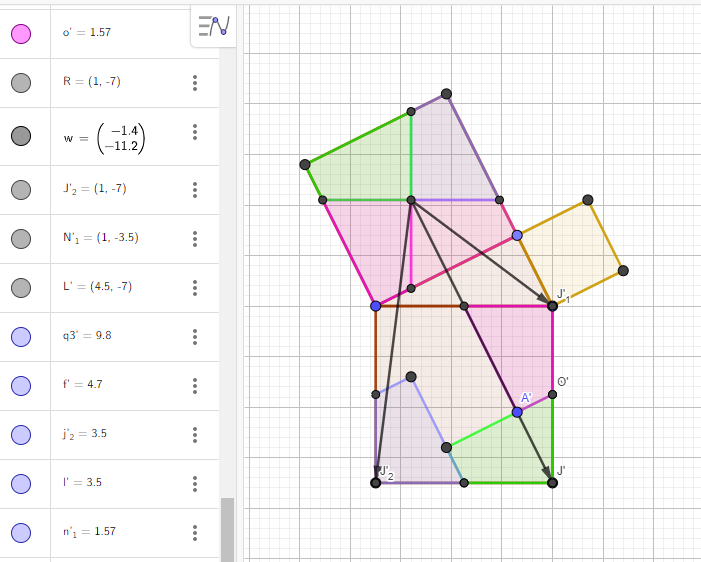 o' = 1.57
R = (1, -7)
w = (−1.4
−11.2)
J'₂ = (1, -7)
N'₁ = (1, -3.5)
L' = (4.5, -7)
q3' = 9.8
f' = 4.7
j'₂ = 3.5
l' = 3.5
n'₁ = 1.57
J'₁
O'
A'
J'₂
J'